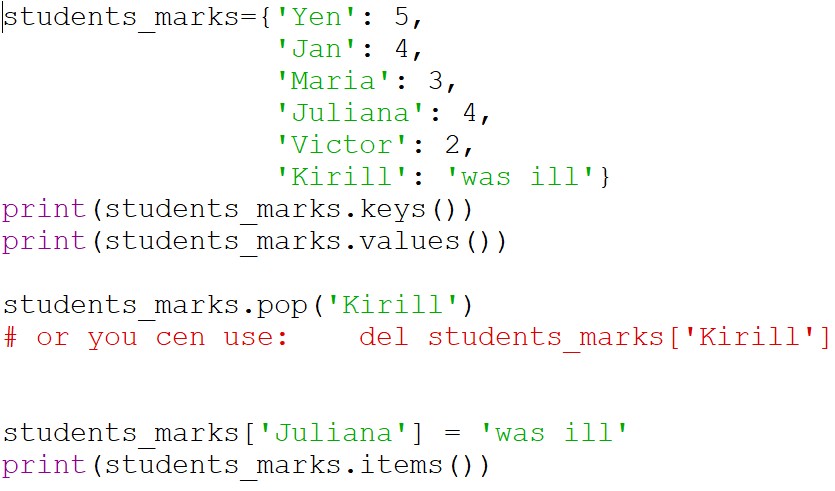 students_marks={'Yen': 5,
'Jan': 4,
'Maria': 3,
'Juliana': 4,
'Victor': 2,
'Kirill': 'was ill'}
print(students_marks.keys())
print(students_marks.values())
students_marks.pop('Kirill')
# or you cen use:    del students_marks['Kirill']
students_marks['Juliana'] = 'was ill'
print(students_marks.items())